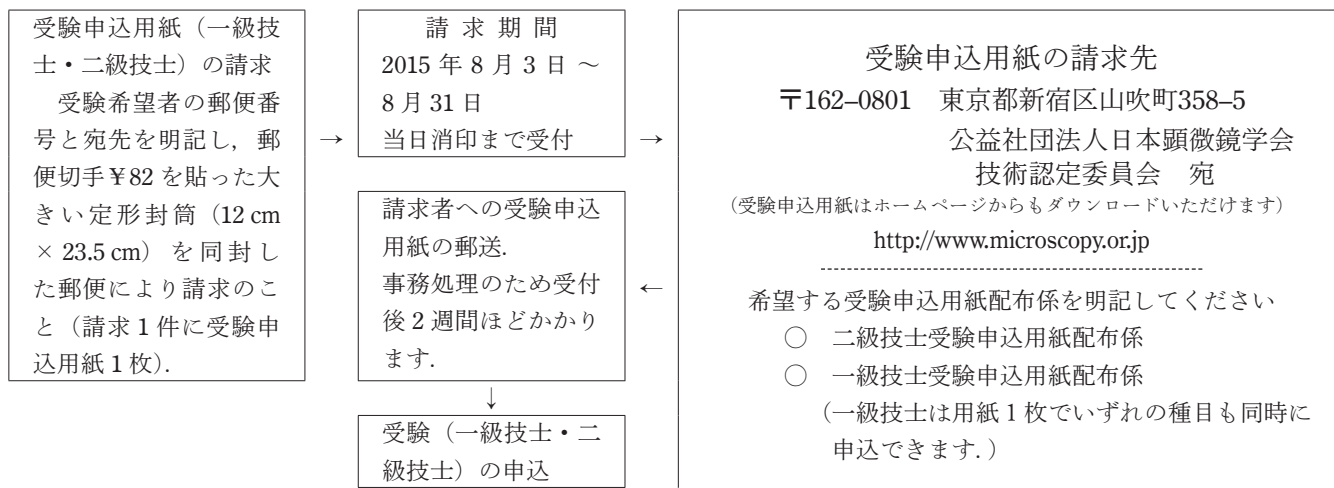 受験申込用紙（一級技
士・二級技士）の請求
　受験希望者の郵便番
号と宛先を明記し，郵
便切手￥82を貼った大
きい定形封筒（12 cm
× 23.5 cm）を同封し
た郵便により請求のこ
と（請求1件に受験申
込用紙1枚）.
→
請 求 期 間
2015 年 8 月 3 日 ～
8 月 31 日
当日消印まで受付
→
受験申込用紙の請求先
〒162–0801　東京都新宿区山吹町358–5
公益社団法人日本顕微鏡学会
技術認定委員会　宛
（受験申込用紙はホームページからもダウンロードいただけます）
http://www.microscopy.or.jp
希望する受験申込用紙配布係を明記してください
○　二級技士受験申込用紙配布係
○　一級技士受験申込用紙配布係
（一級技士は用紙1枚でいずれの種目も同時に
申込できます.）
←
請求者への受験申込
用紙の郵送.
事務処理のため受付
後2週間ほどかかり
ます.
↓
受験（一級技士・二
級技士）の申込